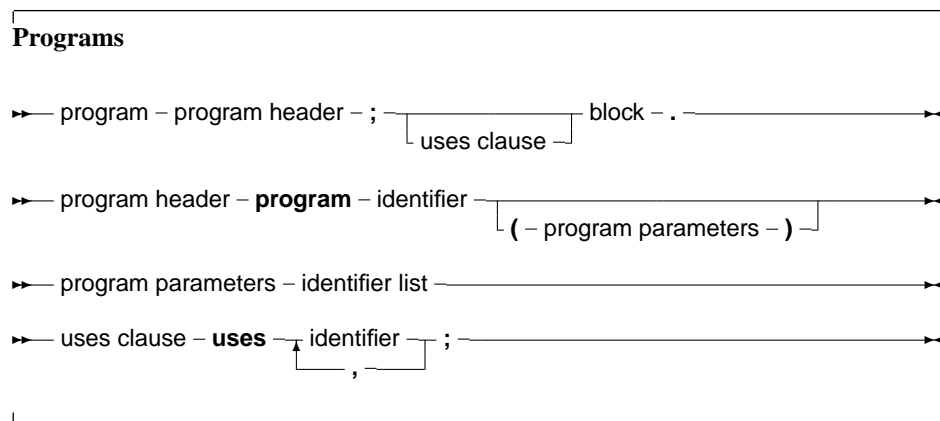 Programs
program – program header – ; block – .
uses clause
program header – program – identifier
( – program parameters – )
program parameters – identifier list
uses clause – uses identifier ;
,